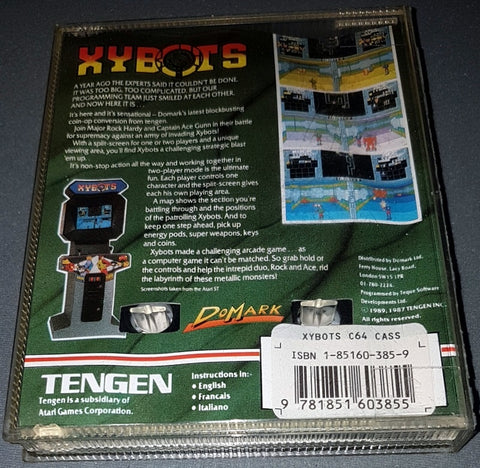 XYBOTS
A YEAR AGO THE EXPERTS SAID IT COULDN'T BE DONE.
IT WAS TOO BIG, TOO COMPLICATED. BUT OUR
PROGRAMMING TEAM JUST SMILED AT EACH OTHER.
AND NOW HERE IT IS...
It's here and it's sensational – Domark's latest blockbusting
coin-op conversion from tengen.
Join Major Rock Hardy and Captain Ace Gunn in their battle
for supremacy against an army of Invading Xybots!
With a split-screen for one or two players and a unique
viewing area, you'll find Xybots a challenging strategic blast
'em up.
It's non-stop action all the way and working together in
two-player mode is the ultimate
fun. Each player controls one
character and the split-screen gives
each his own playing area.
A map shows the section you're
battling through and the positions
of the patrolling Xybots. And to
keep one step ahead, pick up
energy pods, super weapons, keys
and coins.
Xybots made a challenging arcade game . . . as
a computer game it can't be matched. So grab hold
of the controls and help the intrepid duo, Rock and Ace, rid
the labyrinth of these metallic monsters!
Screenshots taken from the Atari ST
XYBOTS
Distributed by Domark Ltd.
Ferry House, Lacy Road,
London SW15 1PR
01-780-2224.
Programmed by Teque Software
Developments Ltd.
© 1989, 1987 TENGEN INC.
All rights reserved.
DOMARK
TENGEN
Tengen is a subsidiary of
Atari Games Corporation.
Instructions In:-
• English
• Francais
• Italiano
XYBOTS C64 CASS
ISBN 1-85160-385-9
9 781851 603855